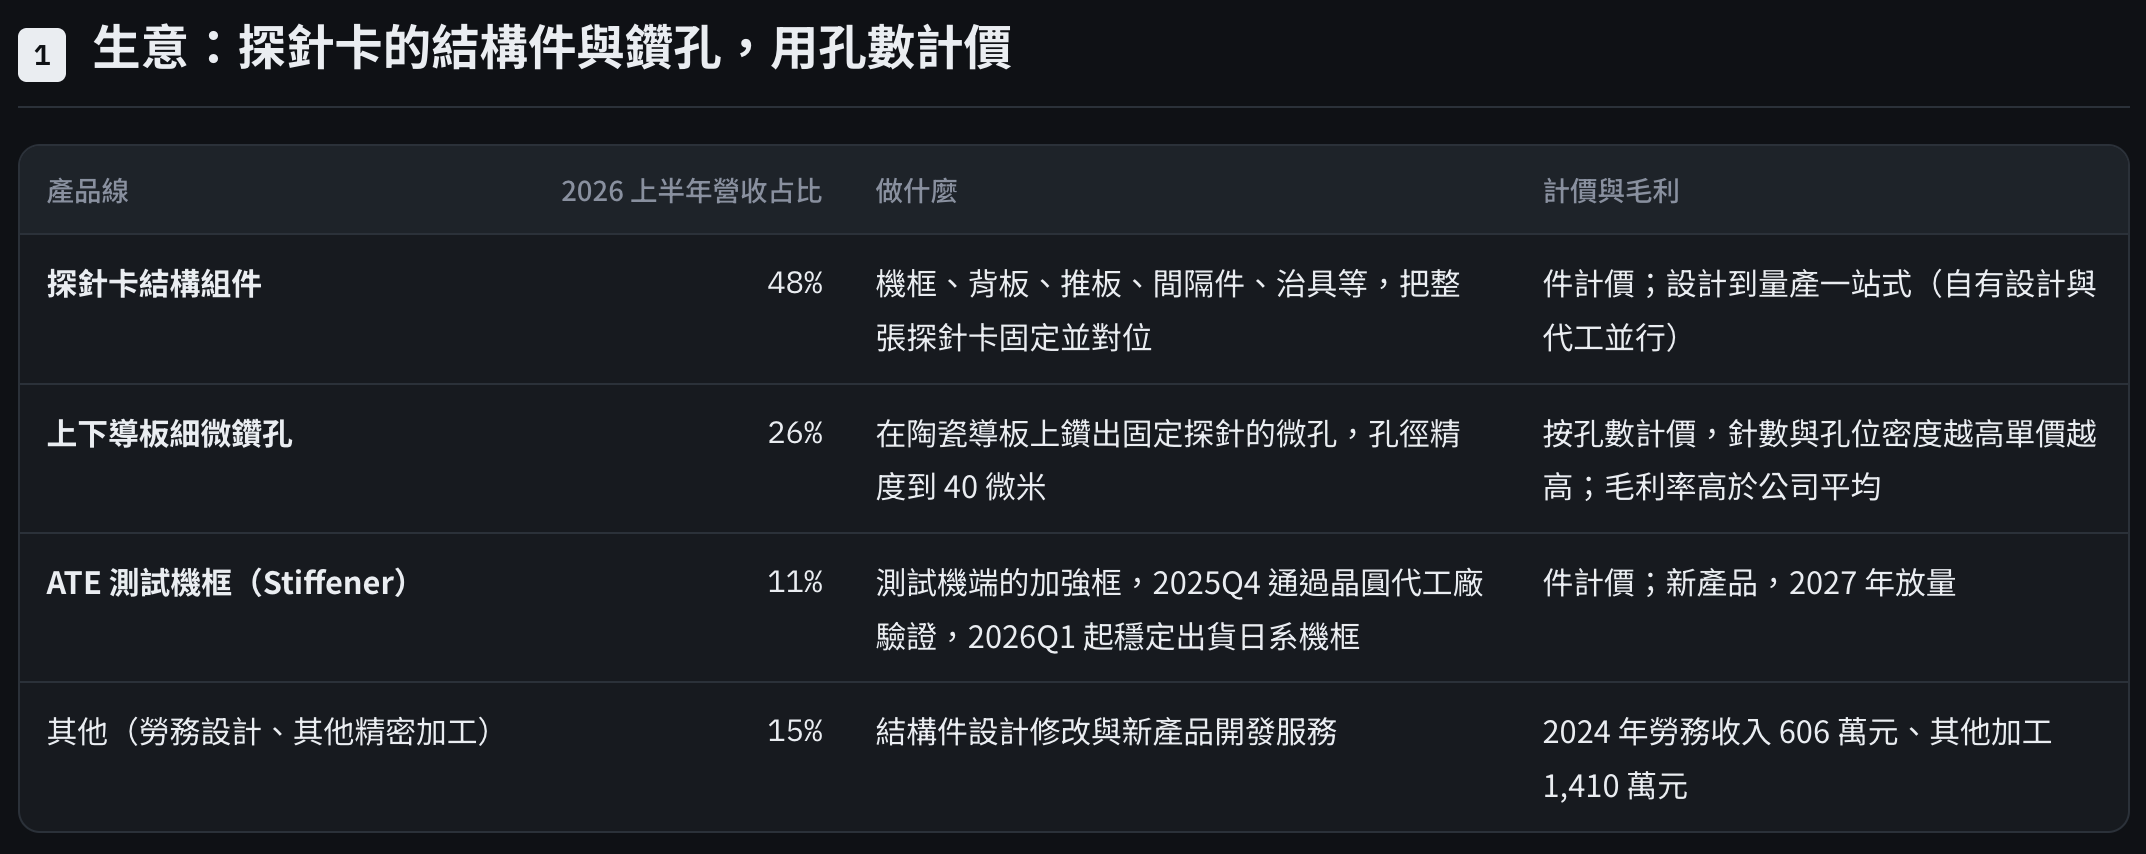 1 生意：探針卡的結構件與鑽孔，用孔數計價
產品線 2026 上半年營收占比 做什麼 計價與毛利
探針卡結構組件 48% 機框、背板、推板、間隔件、治具等，把整 件計價；設計到量產一站式（自有設計與
張探針卡固定並對位 代工並行）
上下導板細微鑽孔 26% 在陶瓷導板上鑽出固定探針的微孔，孔徑精 按孔數計價，針數與孔位密度越高單價越
度到 40 微米 高；毛利率高於公司平均
ATE 測試機框（Stiffener） 11% 測試機端的加強框，2025Q4 通過晶圓代工廠 件計價；新產品，2027 年放量
驗證，2026Q1 起穩定出貨日系機框
其他（勞務設計、其他精密加工） 15% 結構件設計修改與新產品開發服務 2024 年勞務收入 606 萬元、其他加工
1,410 萬元